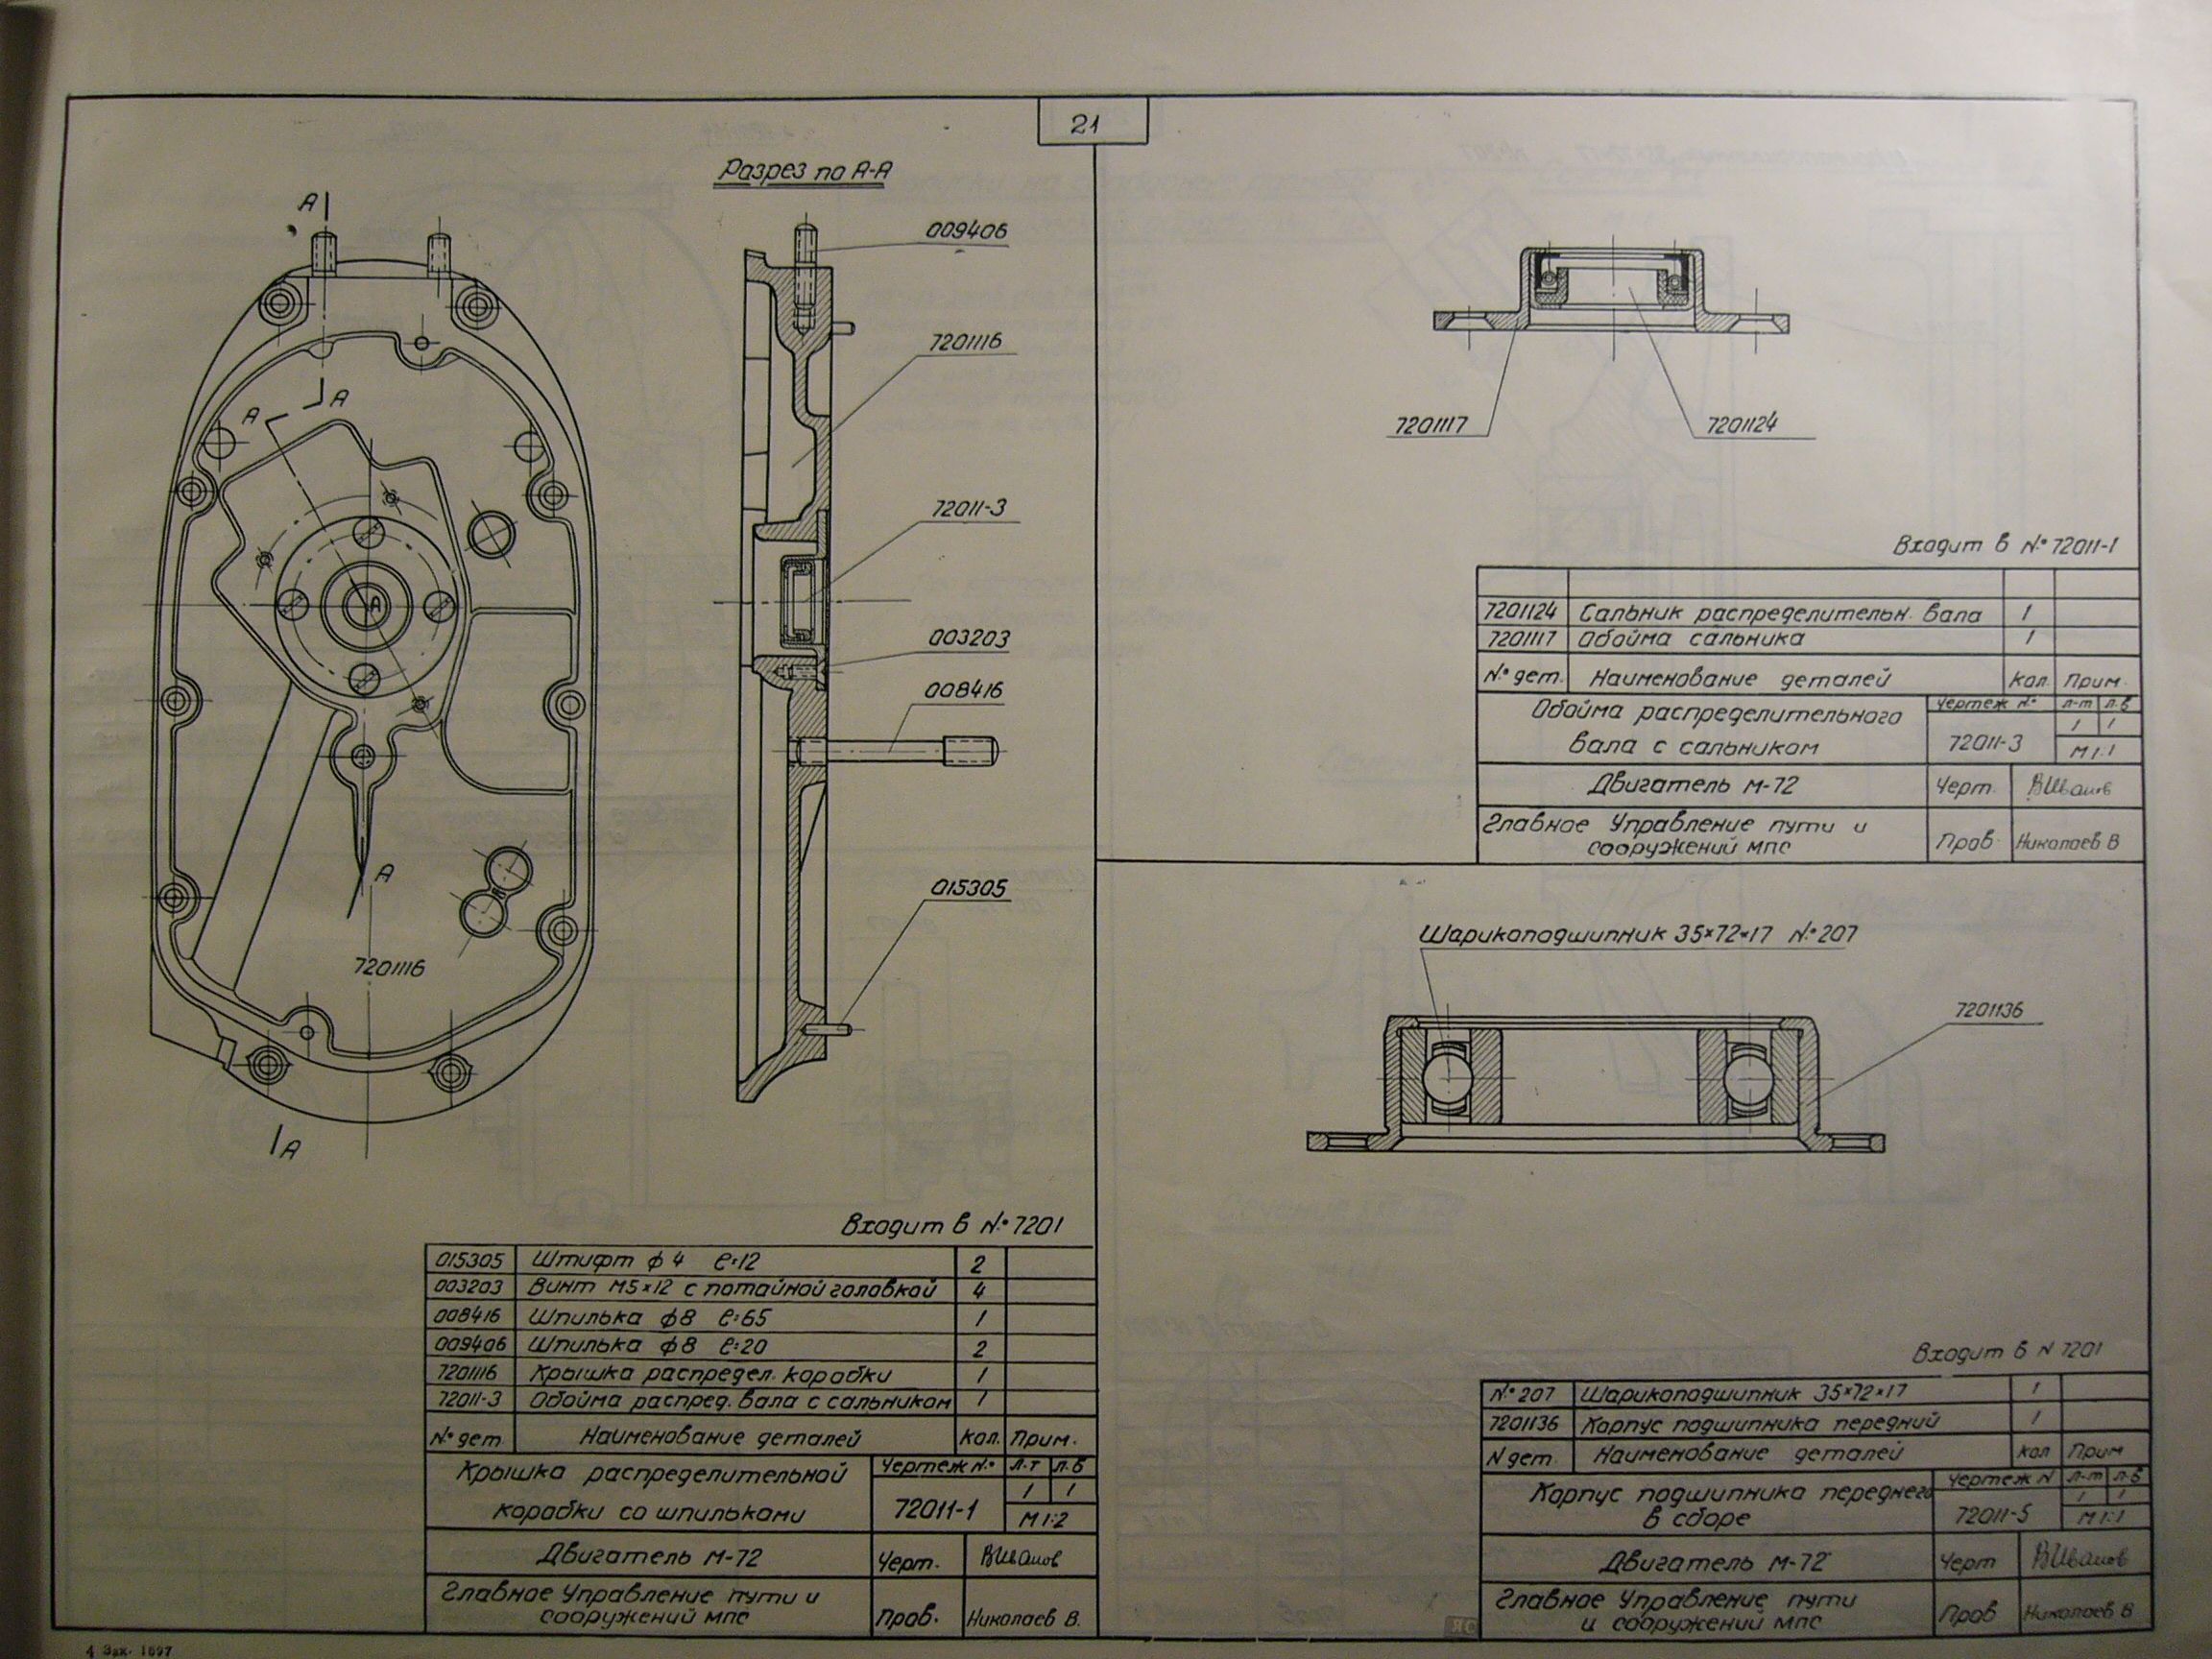 21
Разрез по А-А
А
А
А
А
А
А
7201116
009406
7201116
72011-3
003203
008416
015305
Входит в №7201
015305 Штифт ф 4 l=12 2
003203 Винт М5×12 с потайной головкой 4
008416 Шпилька ф8 l=65 1
009406 Шпилька ф8 l=20 2
7201116 Крышка распредел. коробки 1
72011-3 Обойма распред. вала с сальником 1
№ дет Наименование деталей Кол. Прим.
Крышка распределительной
коробки со шпильками
Чертеж № Л-т Л.б
72011-1 1 1
М 1:2
Двигатель М-72 Черт. ВИванов
Главное Управление пути и
сооружений МПС
Пров. Николаев В.
7201117
7201124
Входит в № 72011-1
7201124 Сальник распределительн. вала 1
7201117 Обойма сальника 1
№ дет. Наименование деталей Кол. Прим.
Обойма распределительного
вала с сальником
Чертеж № Л-т Л.б
72011-3 1 1
М 1:1
Двигатель М-72 Черт. ВИванов
Главное Управление пути и
сооружений МПС
Пров. Николаев В
Шарикоподшипник 35×72×17 № 207
7201136
Входит в N 7201
№ 207 Шарикоподшипник 35×72×17 1
7201136 Корпус подшипника передний 1
N дет. Наименование деталей Кол Прим
Корпус подшипника переднего
в сборе
Чертеж N Л-т Л-б
72011-5 1 1
М 1:1
Двигатель М-72 Черт ВИванов
Главное Управление пути
и сооружений МПС
Пров Николаев В
4 Зак. 1697